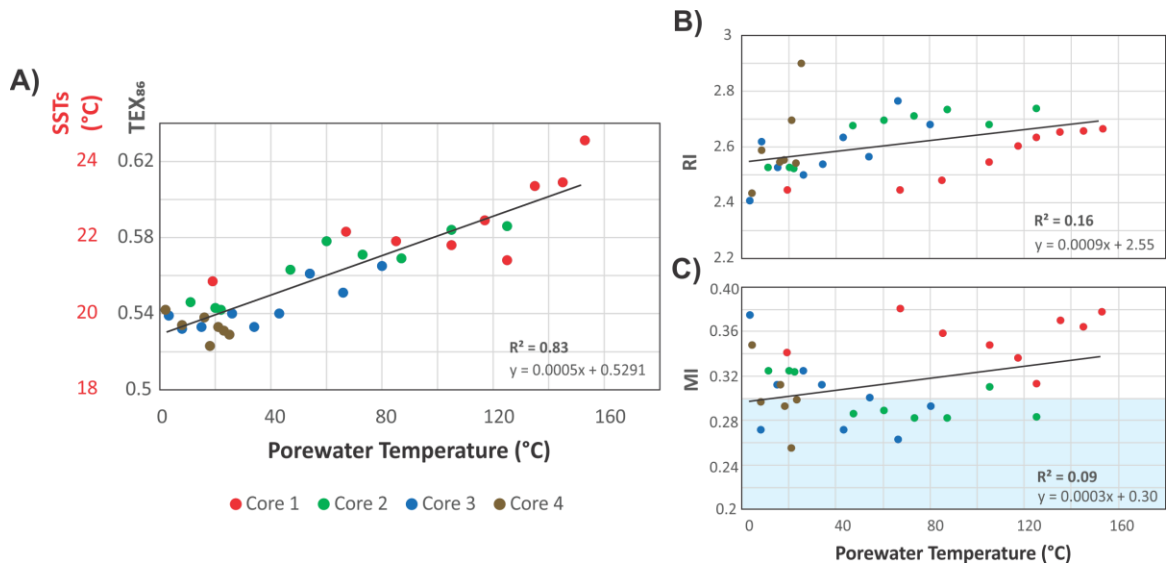 A)
SSTs
(°C)
TEX₈₆
24
22
20
18
0.62
0.58
0.54
0.5
R² = 0.83
y = 0.0005x + 0.5291
0 40 80 120 160
Porewater Temperature (°C)
Core 1 Core 2 Core 3 Core 4
B)
RI
3
2.8
2.6
2.4
2.2
R² = 0.16
y = 0.0009x + 2.55
C)
MI
0.40
0.36
0.32
0.28
0.24
0.2
R² = 0.09
y = 0.0003x + 0.30
0 40 80 120 160
Porewater Temperature (°C)